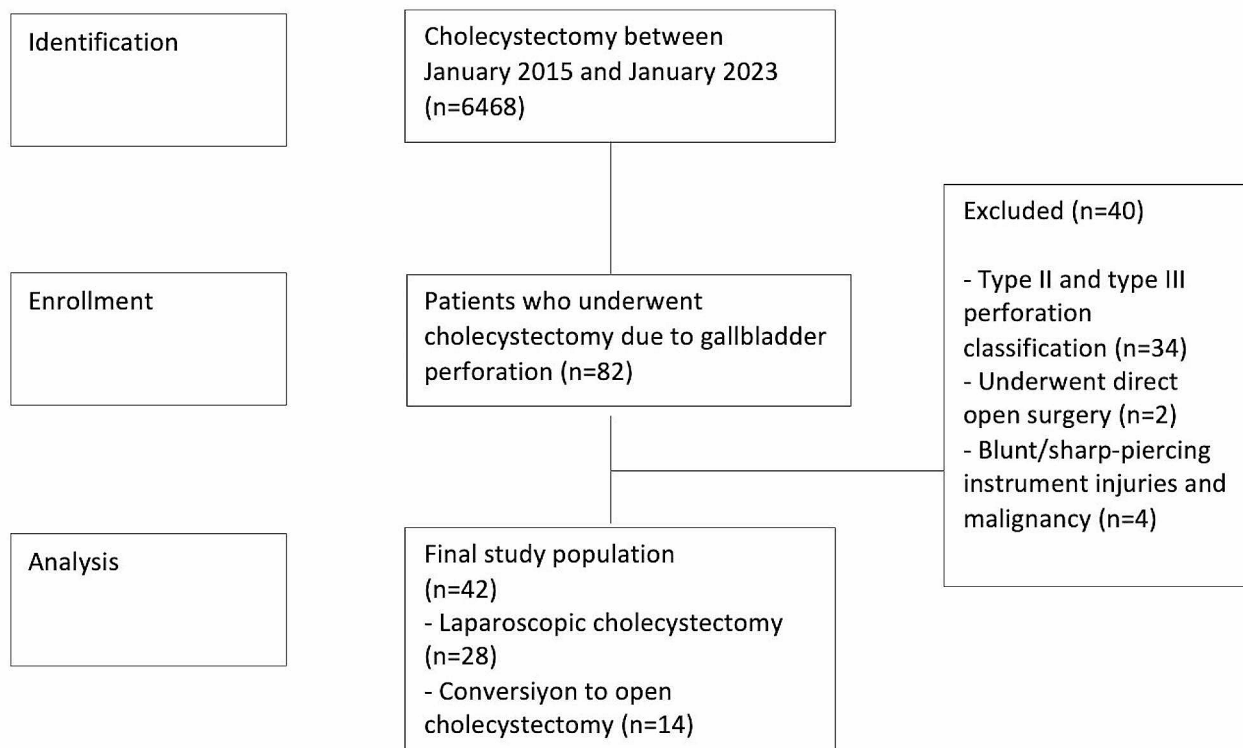 Identification
Cholecystectomy between
January 2015 and January 2023
(n=6468)
Enrollment
Patients who underwent
cholecystectomy due to gallbladder
perforation (n=82)
Excluded (n=40)
- Type II and type III
perforation
classification (n=34)
- Underwent direct
open surgery (n=2)
- Blunt/sharp-piercing
instrument injuries and
malignancy (n=4)
Analysis
Final study population
(n=42)
- Laparoscopic cholecystectomy
(n=28)
- Conversiyon to open
cholecystectomy (n=14)